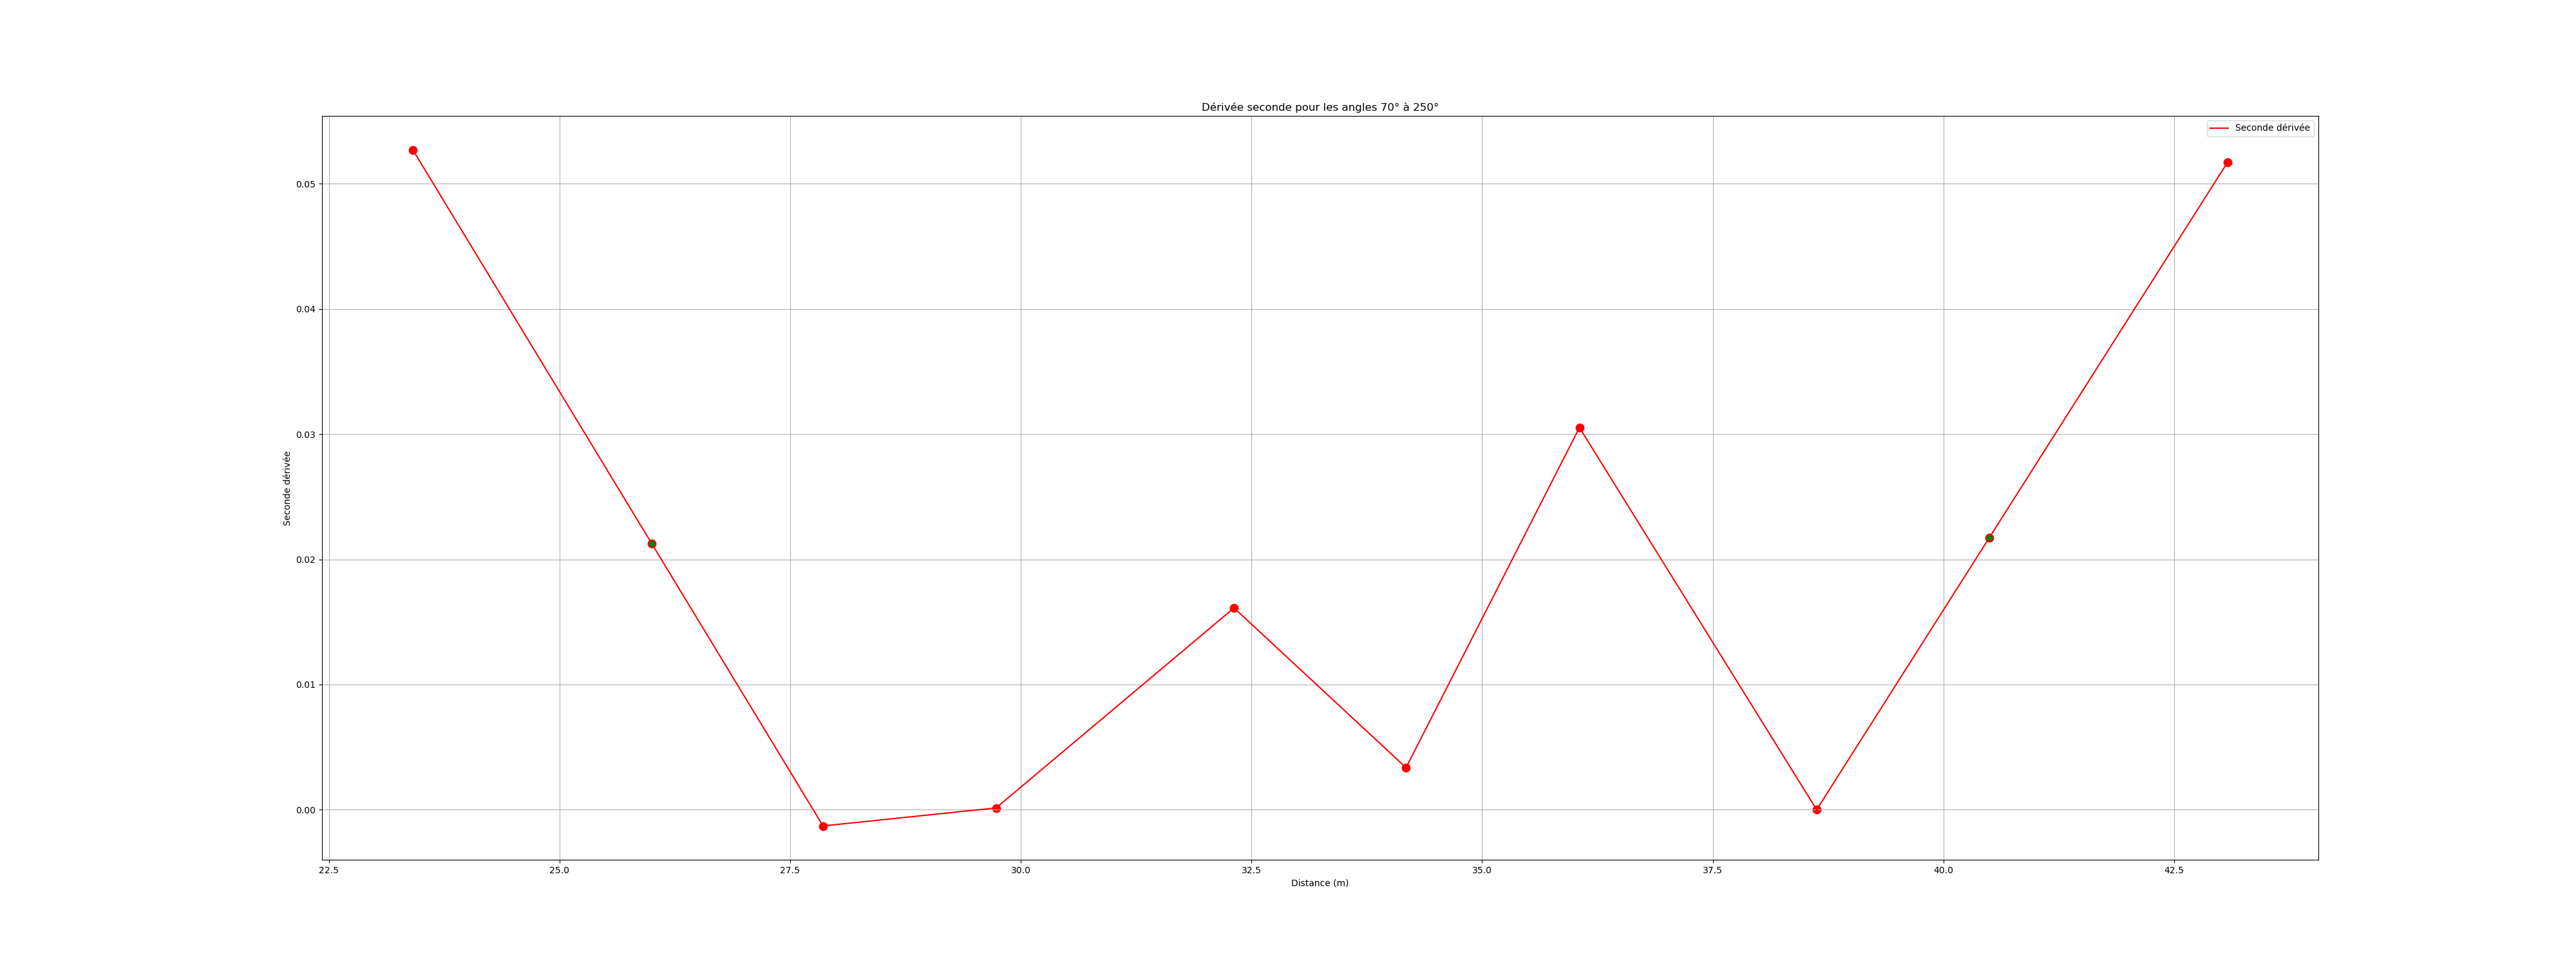 Dérivée seconde pour les angles 70° à 250°
Seconde dérivée
0.05
0.04
0.03
0.02
0.01
0.00
Seconde dérivée
22.5 25.0 27.5 30.0 32.5 35.0 37.5 40.0 42.5
Distance (m)